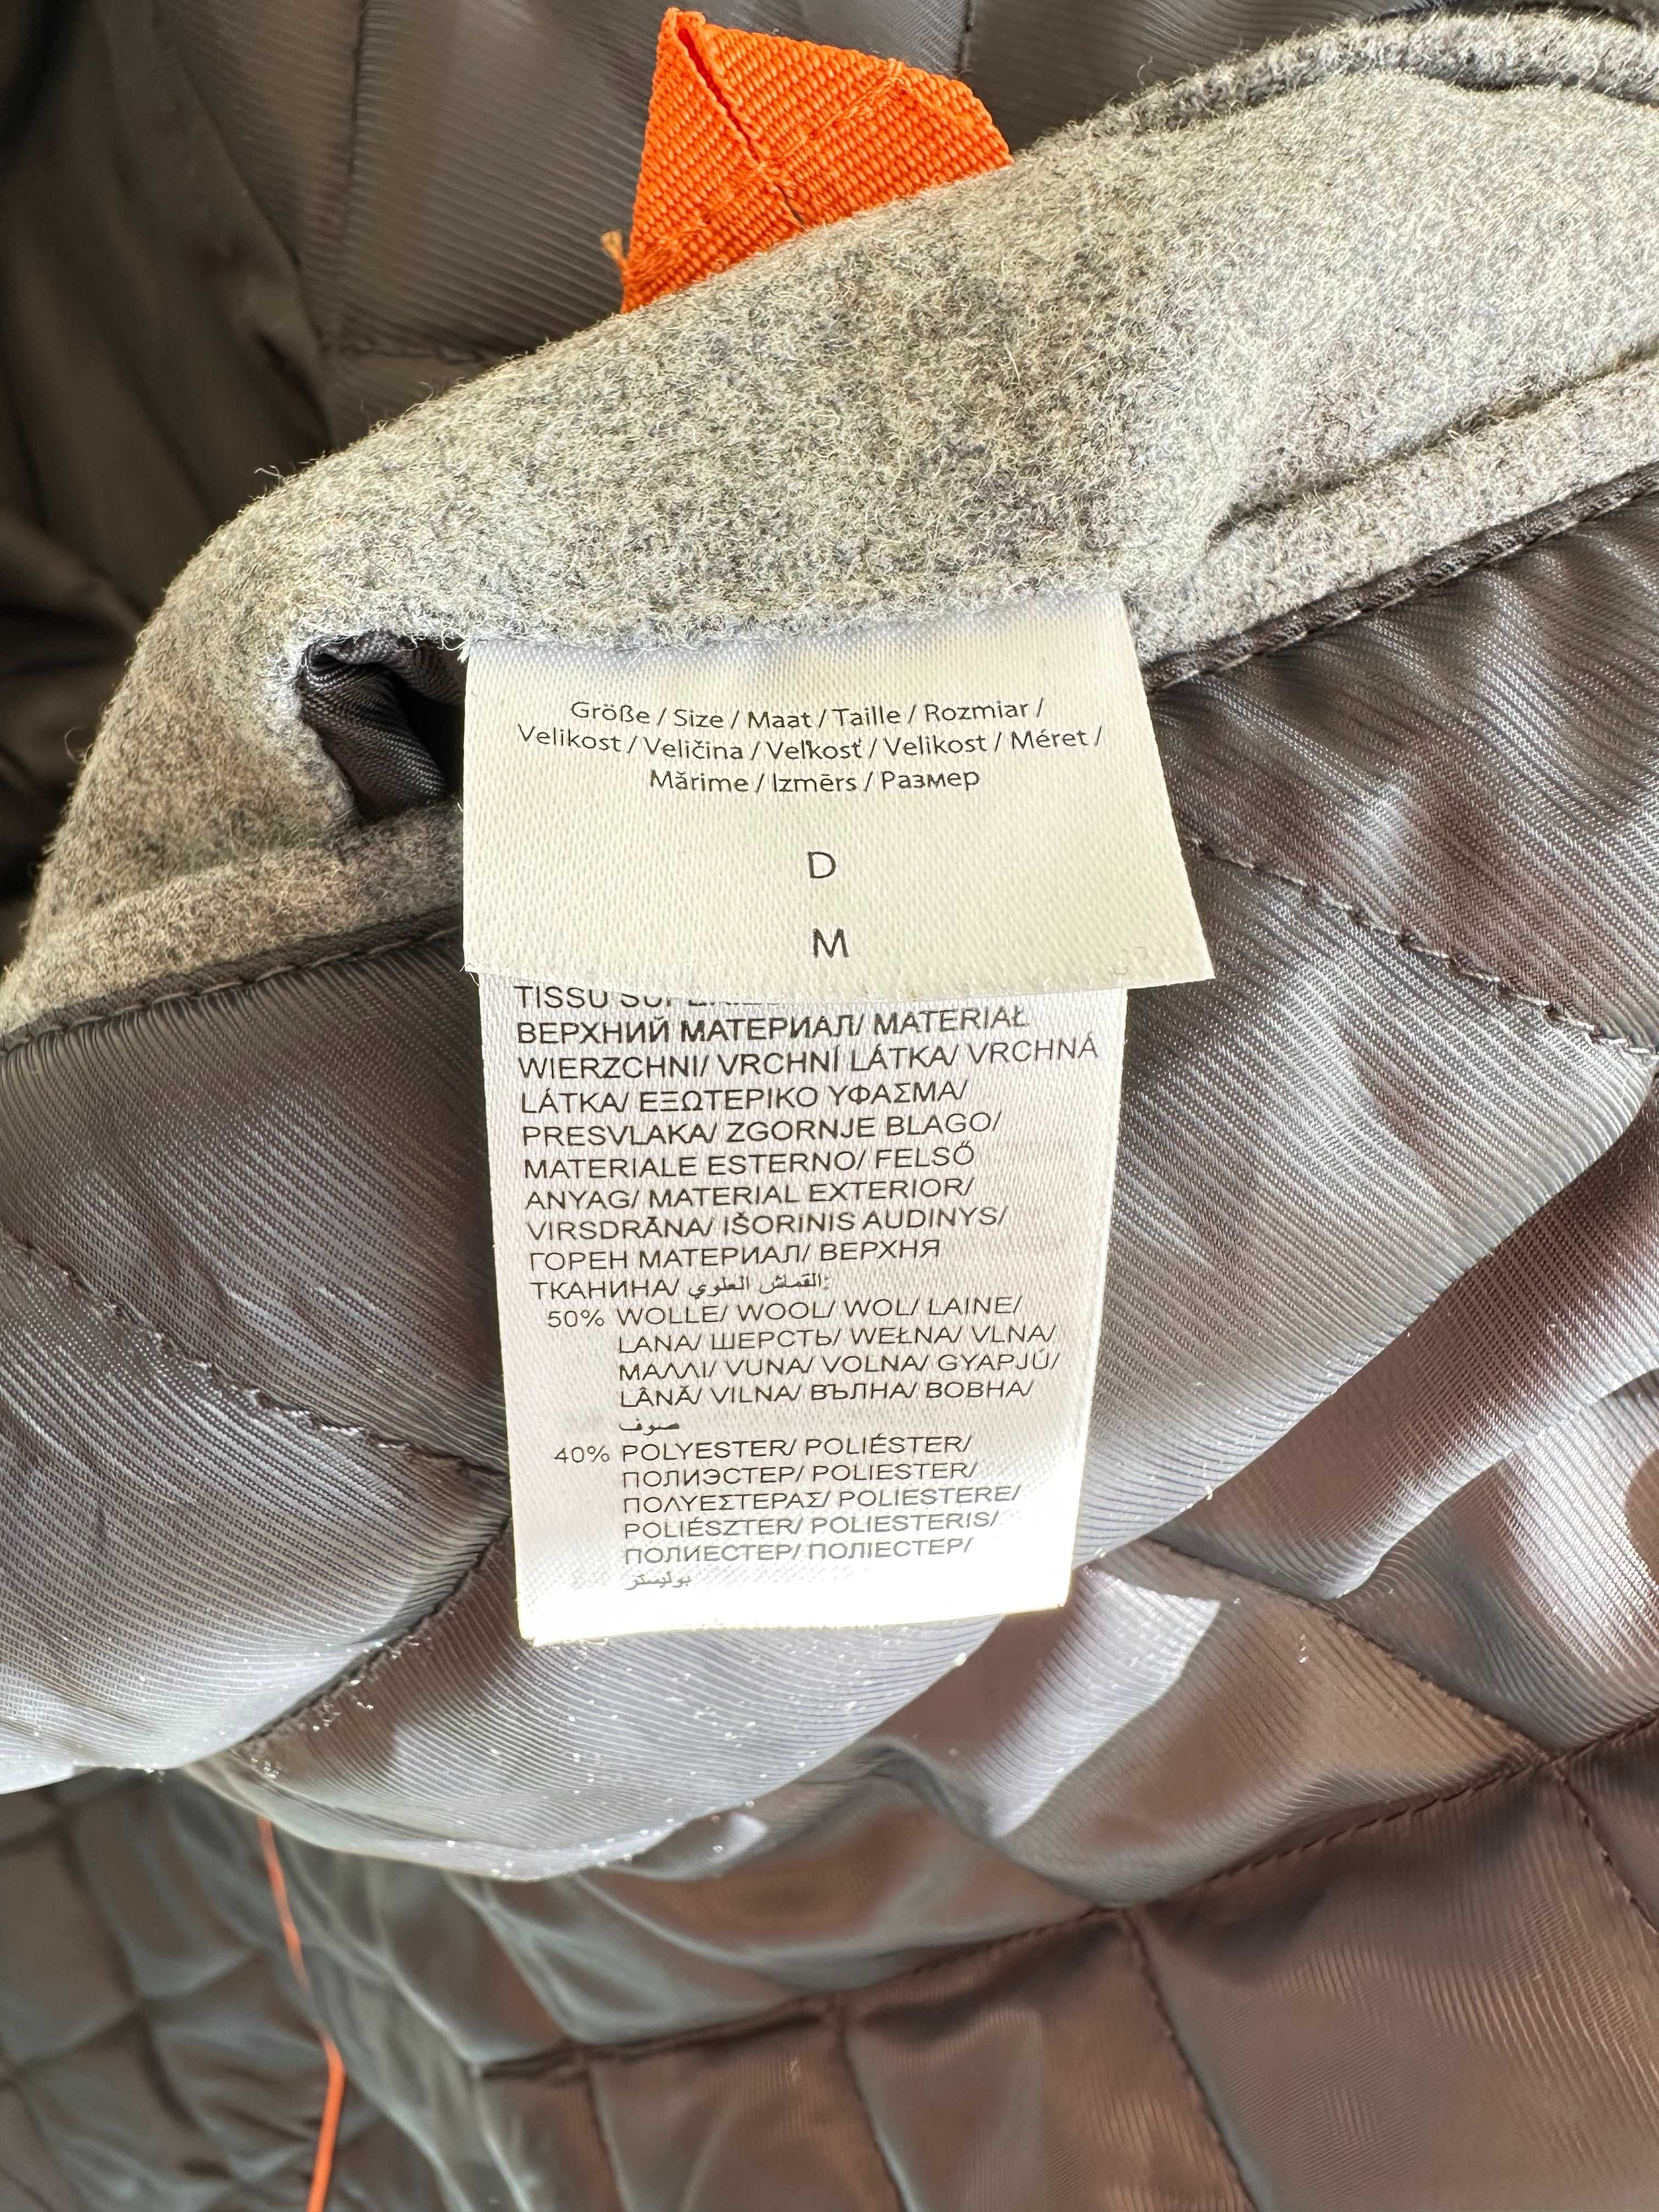 Größe / Size / Maat / Taille / Rozmiar /
Velikost / Veličina / Veľkosť / Velikost / Méret /
Mărime / Izmērs / Размер
D
M
TISSU
ВЕРХНИЙ МАТЕРИАЛ/ MATERIAŁ
WIERZCHNI/ VRCHNÍ LÁTKA/ VRCHNÁ
LÁTKA/ ΕΞΩΤΕΡΙΚΟ ΥΦΑΣΜΑ/
PRESVLAKA/ ZGORNJE BLAGO/
MATERIALE ESTERNO/ FELSŐ
ANYAG/ MATERIAL EXTERIOR/
VIRSDRĀNA/ IŠORINIS AUDINYS/
ГОРЕН МАТЕРИАЛ/ ВЕРХНЯ
ТКАНИНА/ القماش العلوي:
50% WOLLE/ WOOL/ WOL/ LAINE/
LANA/ ШЕРСТЬ/ WEŁNA/ VLNA/
ΜΑΛΛΙ/ VUNA/ VOLNA/ GYAPJÚ/
LÂNĂ/ VILNA/ ВЪЛНА/ ВОВНА/
صوف
40% POLYESTER/ POLIÉSTER/
ПОЛИЭСТЕР/ POLIESTER/
ΠΟΛΥΕΣΤΕΡΑΣ/ POLIESTERE/
POLIÉSZTER/ POLIESTERIS/
ПОЛИЕСТЕР/ ПОЛІЕСТЕР/
بوليستر